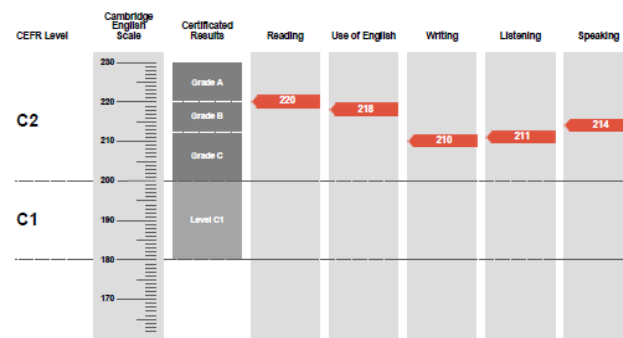 CEFR Level
Cambridge
English
Scale
Certificated
Results
Reading
Use of English
Writing
Listening
Speaking
230
Grade A
220
220
218
Grade B
C2
214
210
210
211
Grade C
200
C1
190
Level C1
180
170